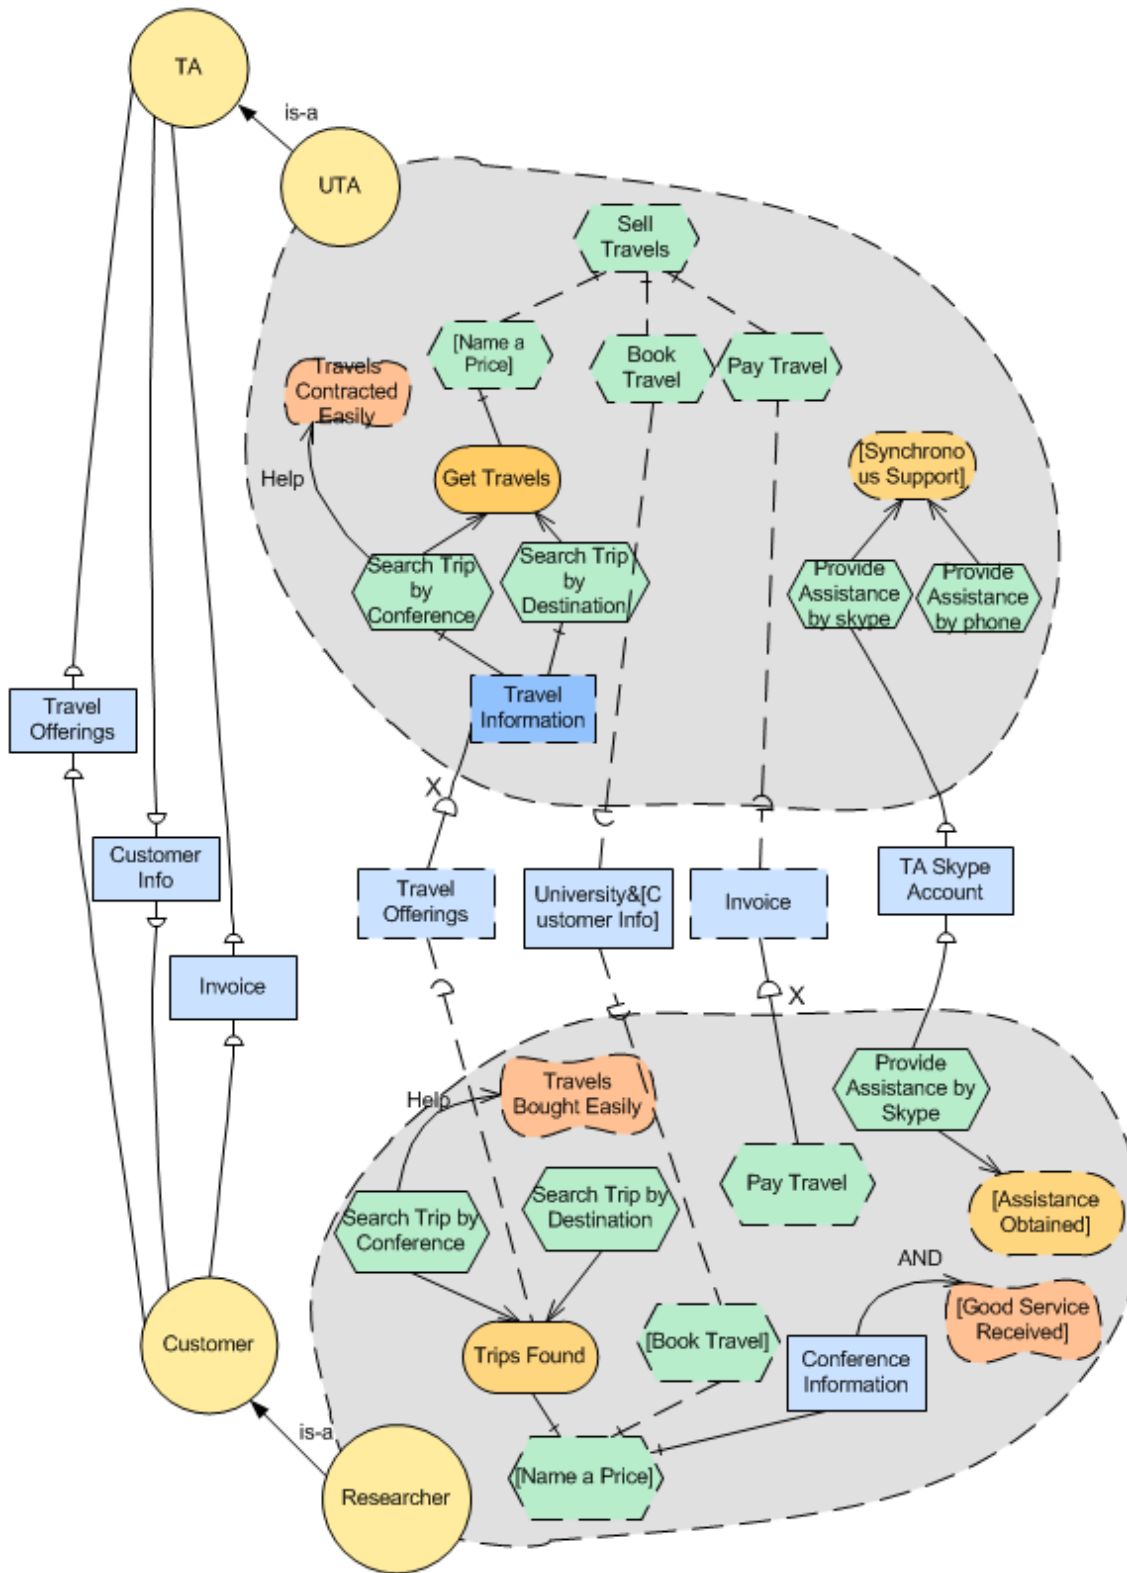 TA
is-a
UTA
Sell
Travels
[Name a
Price]
Book
Travel
Pay Travel
Travels
Contracted
Easily
Help
Get Travels
[Synchrono
us Support]
Search Trip
by
Conference
Search Trip
by
Destination
Provide
Assistance
by skype
Provide
Assistance
by phone
Travel
Information
Travel
Offerings
X
Customer
Info
Invoice
Travel
Offerings
University&[C
ustomer Info]
Invoice
TA Skype
Account
X
Travels
Bought Easily
Help
Provide
Assistance by
Skype
Pay Travel
Search Trip by
Conference
Search Trip by
Destination
[Assistance
Obtained]
AND
[Good Service
Received]
Customer
Trips Found
[Book Travel]
Conference
Information
is-a
Researcher
[Name a Price]